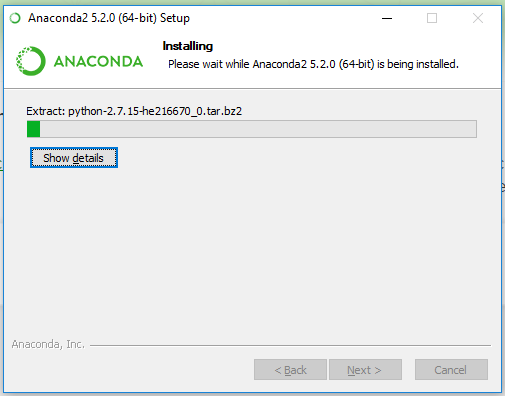 Anaconda2 5.2.0 (64-bit) Setup
Installing
Please wait while Anaconda2 5.2.0 (64-bit) is being installed.
ANACONDA
Extract: python-2.7.15-he216670_0.tar.bz2
Show details
Anaconda, Inc.
< Back
Next >
Cancel